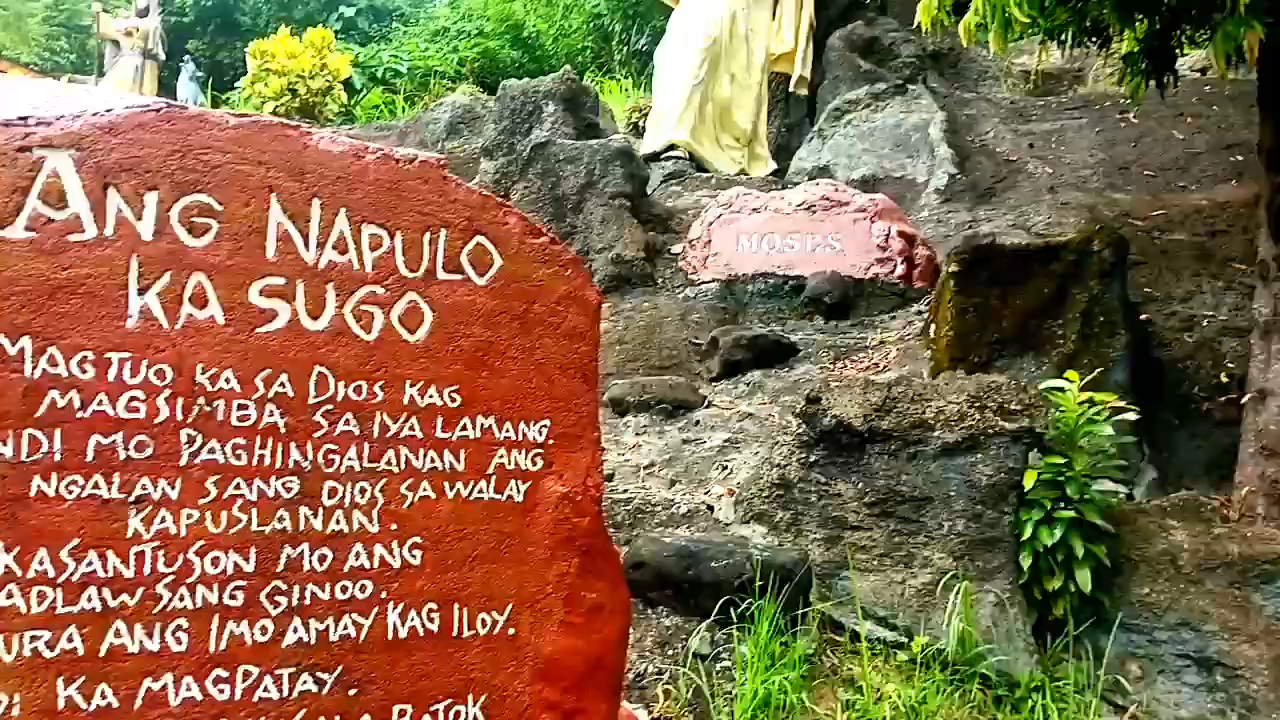 ANG NAPULO
KA SUGO
MAGTUO KA SA DIOS KAG
MAGSIMBA SA IYA LAMANG.
NDI MO PAGHINGALANAN ANG
NGALAN SANG DIOS SA WALAY
KAPUSLANAN.
KASANTUSON MO ANG
ADLAW SANG GINOO.
URA ANG IMO AMAY KAG ILOY.
DI KA MAGPATAY.
MOSES